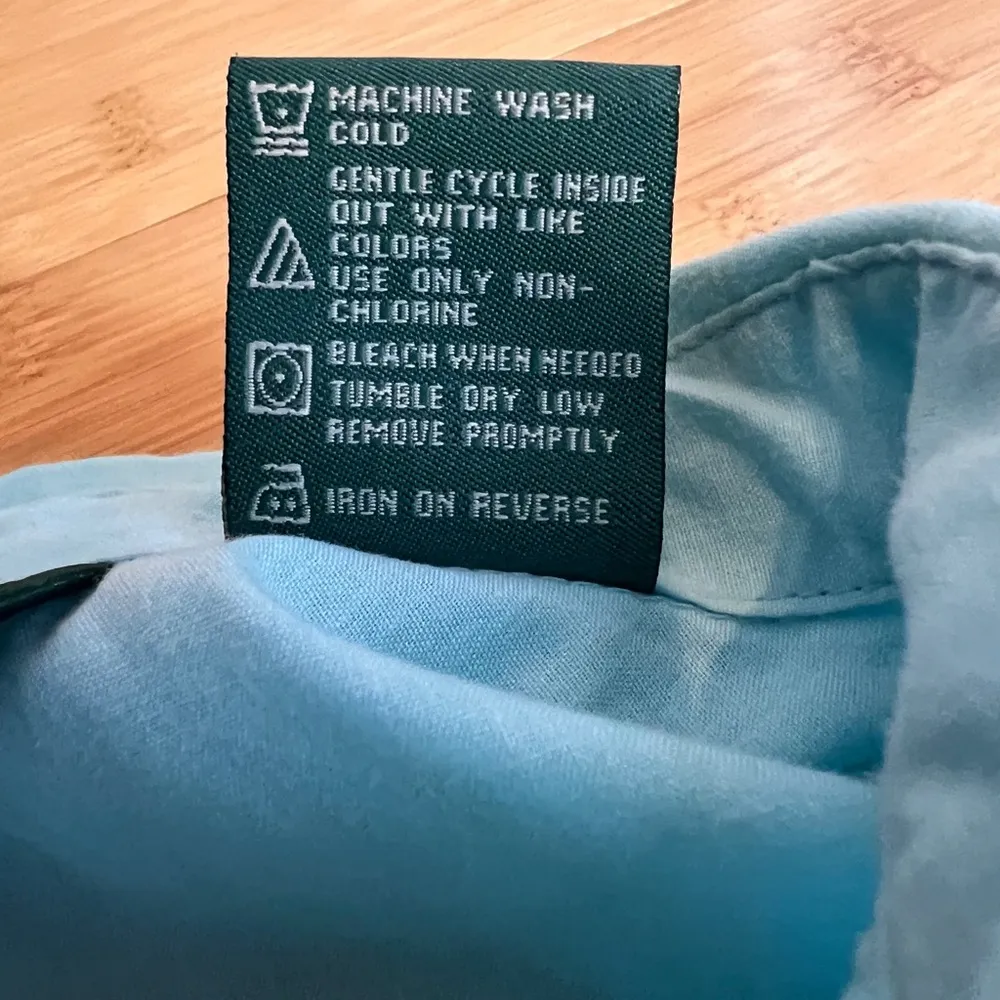 MACHINE WASH
COLD
GENTLE CYCLE INSIDE
OUT WITH LIKE
COLORS
USE ONLY NON-
CHLORINE
BLEACH WHEN NEEDED
TUMBLE DRY LOW
REMOVE PROMPTLY
IRON ON REVERSE